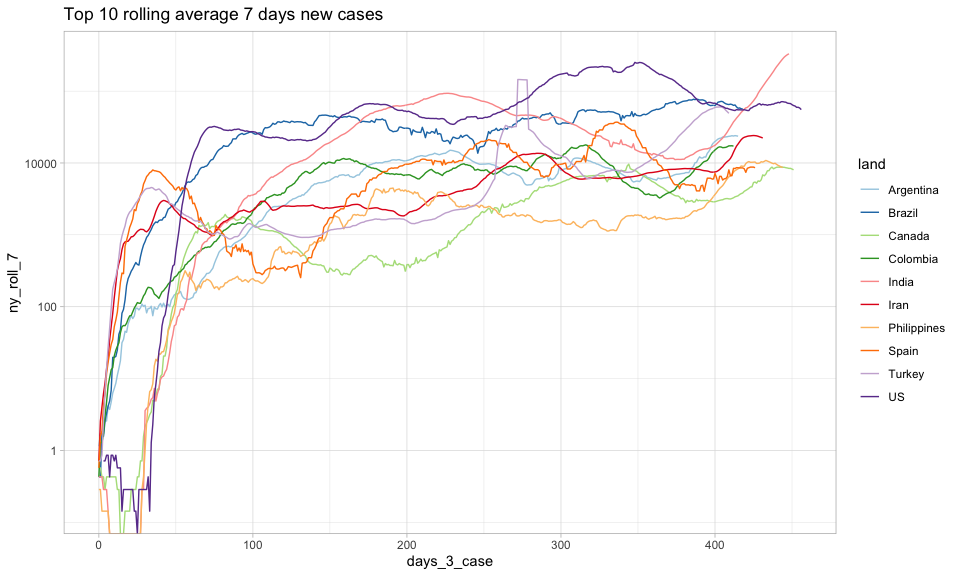 Top 10 rolling average 7 days new cases
ny_roll_7
10000
100
1
0
100
200
300
400
days_3_case
land
Argentina
Brazil
Canada
Colombia
India
Iran
Philippines
Spain
Turkey
US